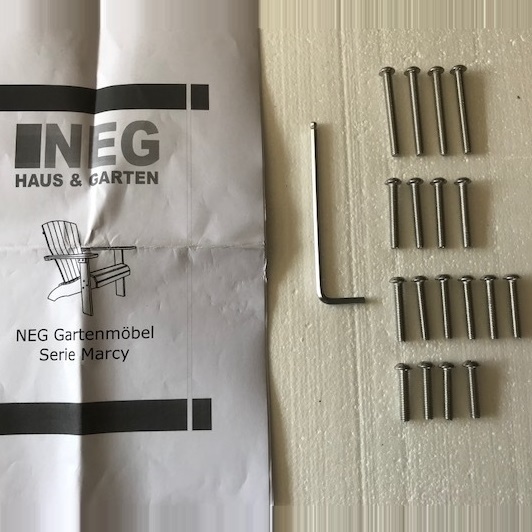 NEG
HAUS & GARTEN
NEG Gartenmöbel
Serie Marcy